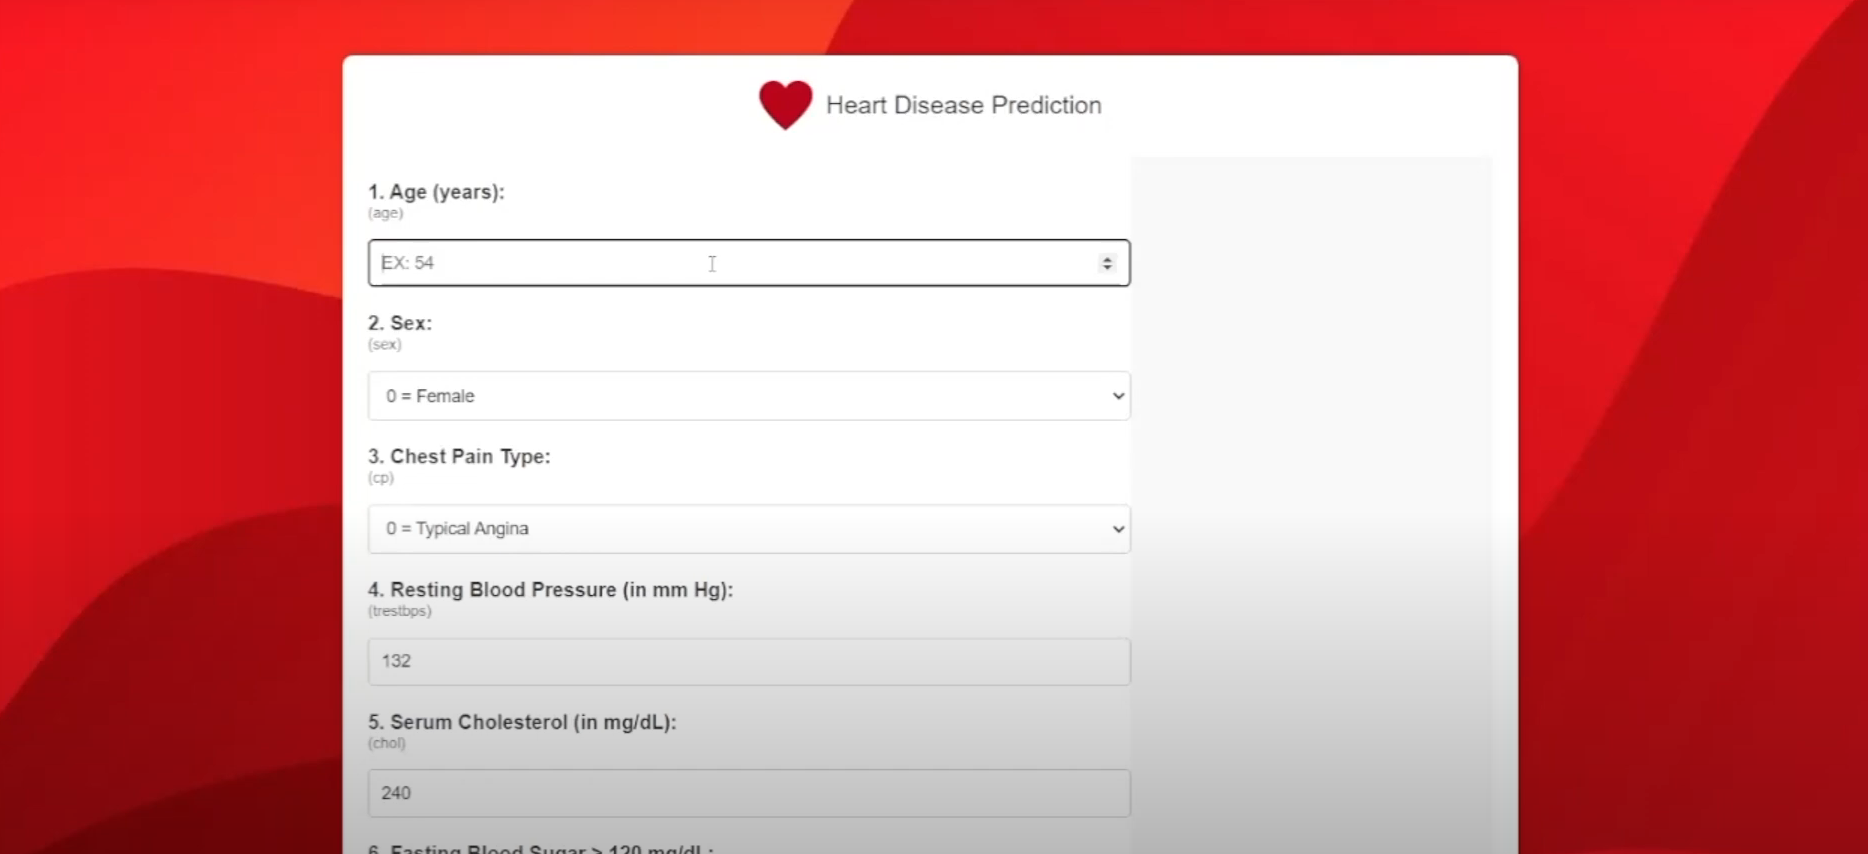 Heart Disease Prediction
1. Age (years):
(age)
EX: 54
2. Sex:
(sex)
0 = Female
3. Chest Pain Type:
(cp)
0 = Typical Angina
4. Resting Blood Pressure (in mm Hg):
(trestbps)
132
5. Serum Cholesterol (in mg/dL):
(chol)
240
6. Fasting Blood Sugar > 120 mg/dL: